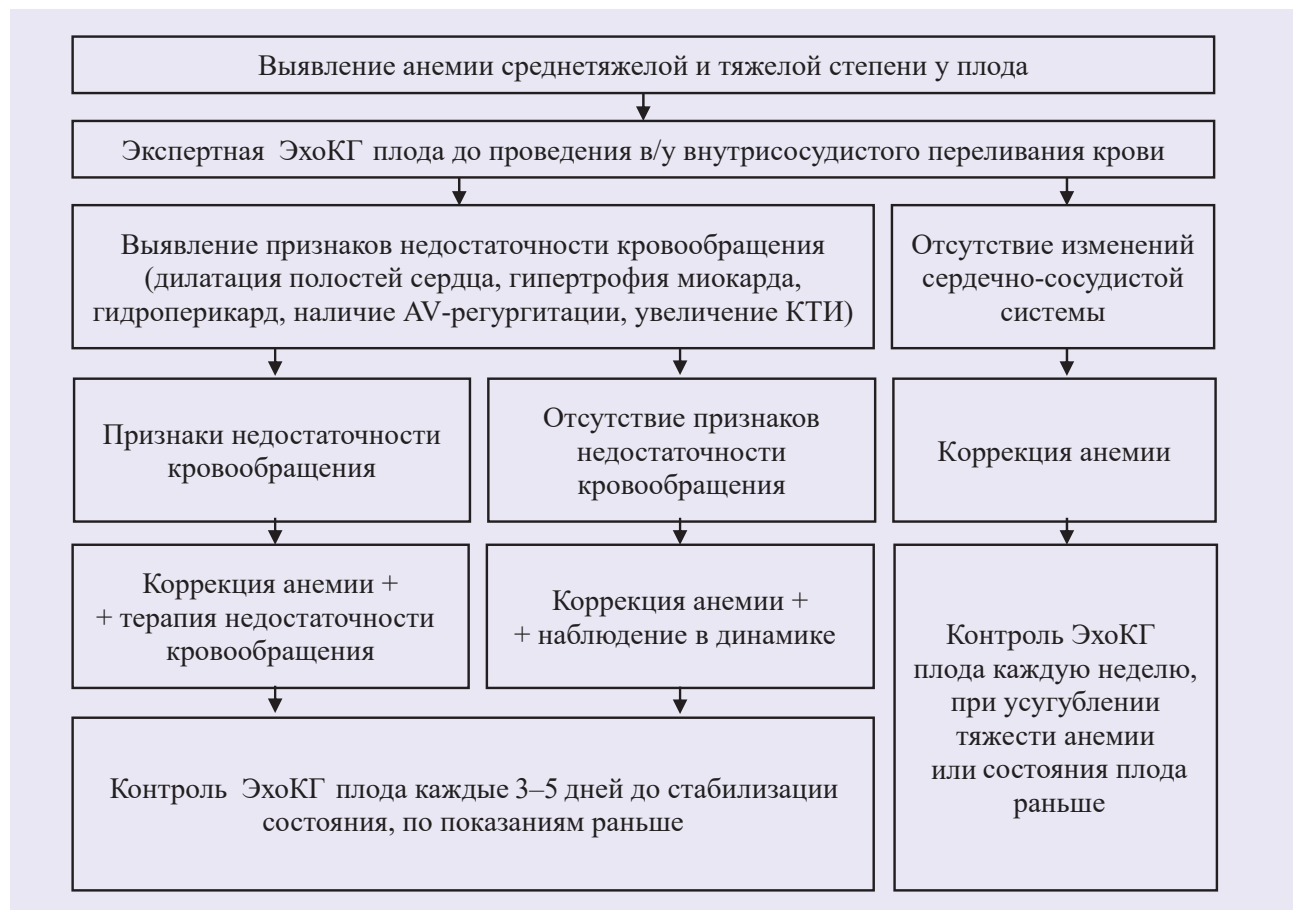 Выявление анемии среднетяжелой и тяжелой степени у плода
Экспертная ЭхоКГ плода до проведения в/у внутрисосудистого переливания крови
Выявление признаков недостаточности кровообращения
(дилатация полостей сердца, гипертрофия миокарда,
гидроперикард, наличие AV-регургитации, увеличение КТИ)
Отсутствие изменений
сердечно-сосудистой
системы
Признаки недостаточности
кровообращения
Отсутствие признаков
недостаточности
кровообращения
Коррекция анемии
Коррекция анемии +
+ терапия недостаточности
кровообращения
Коррекция анемии +
+ наблюдение в динамике
Контроль ЭхоКГ
плода каждую неделю,
при усугублении
тяжести анемии
или состояния плода
раньше
Контроль ЭхоКГ плода каждые 3–5 дней до стабилизации
состояния, по показаниям раньше